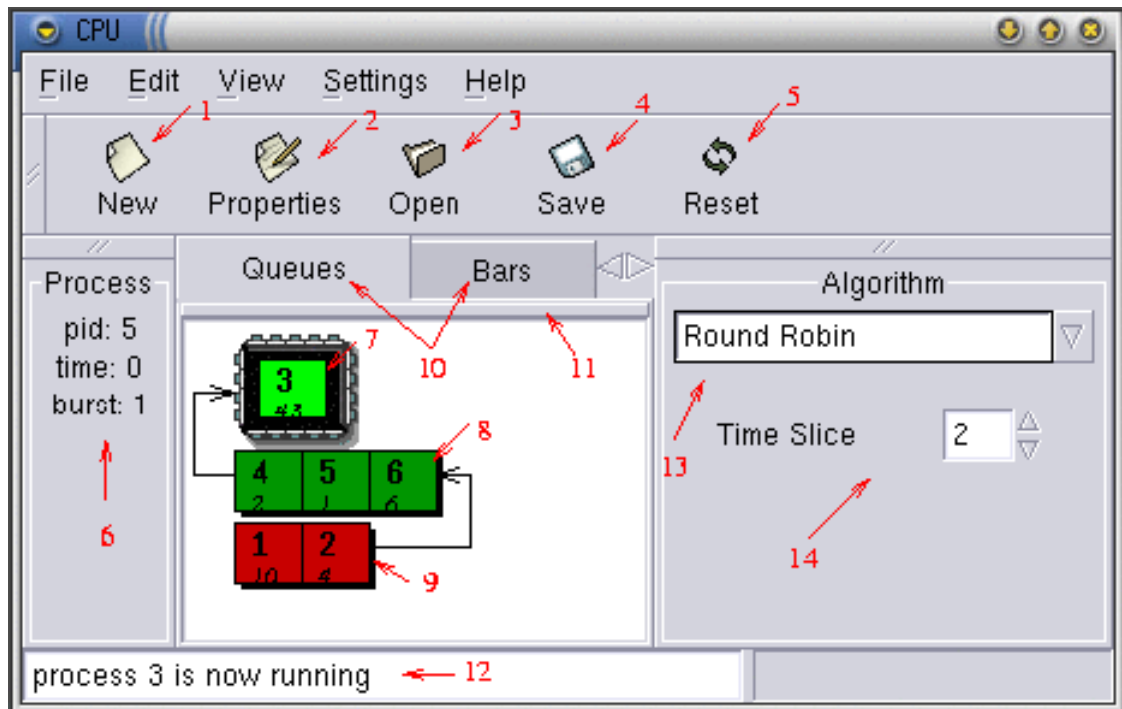 CPU
File Edit View Settings Help
1 2 3 4 5
New Properties Open Save Reset
Process
pid: 5
time: 0
burst: 1
6
Queues Bars
10 11
3 7
43
4 5 6 8
2 1 6
1 2
10 4 9
Algorithm
Round Robin
13
Time Slice 2
14
process 3 is now running 12